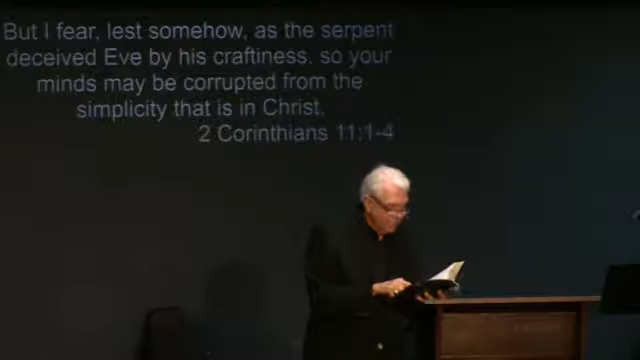 But I fear, lest somehow, as the serpent
deceived Eve by his craftiness. so your
minds may be corrupted from the
simplicity that is in Christ.
2 Corinthians 11:1-4